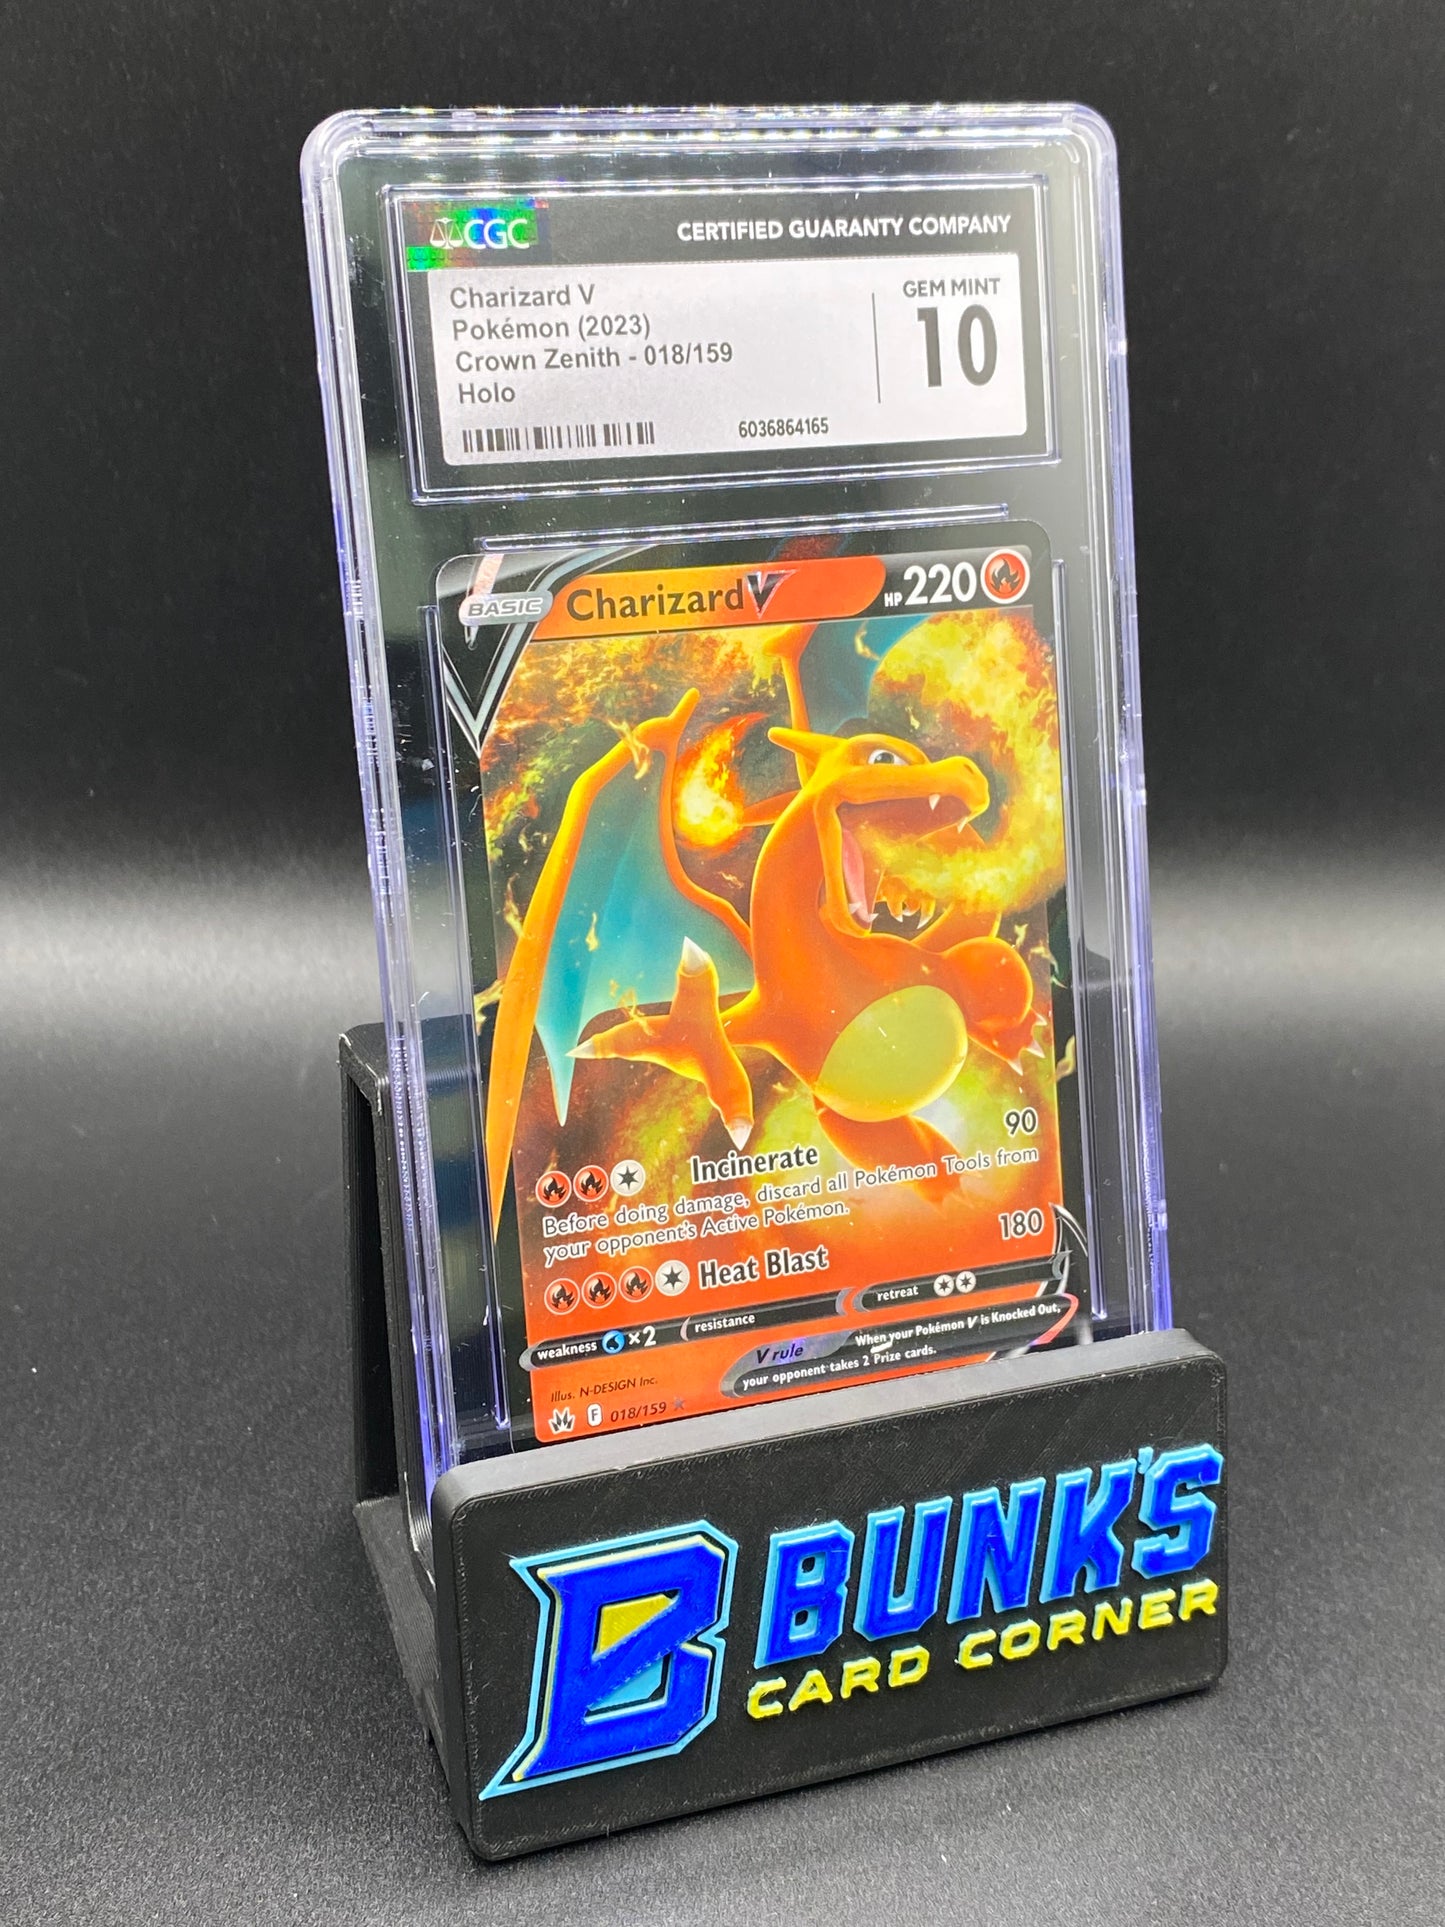 CGC
CERTIFIED GUARANTY COMPANY
Charizard V
Pokémon (2023)
Crown Zenith - 018/159
Holo
GEM MINT
10
6036864165
BASIC
Charizard V
HP 220
Incinerate
90
Before doing damage, discard all Pokémon Tools from
your opponent's Active Pokémon.
Heat Blast
180
weakness ×2
resistance
retreat
V rule
When your Pokémon V is Knocked Out,
your opponent takes 2 Prize cards.
Illus. N-DESIGN Inc.
F 018/159
B BUNK'S
CARD CORNER